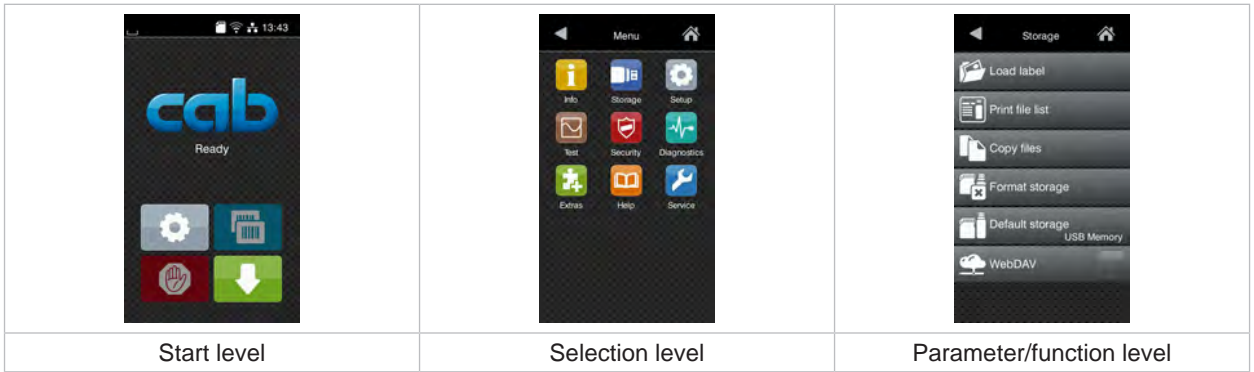 13:43
cab
Ready
Menu
Info Storage Setup
Test Security Diagnostics
Extras Help Service
Storage
Load label
Print file list
Copy files
Format storage
Default storage
USB Memory
WebDAV
Start level Selection level Parameter/function level